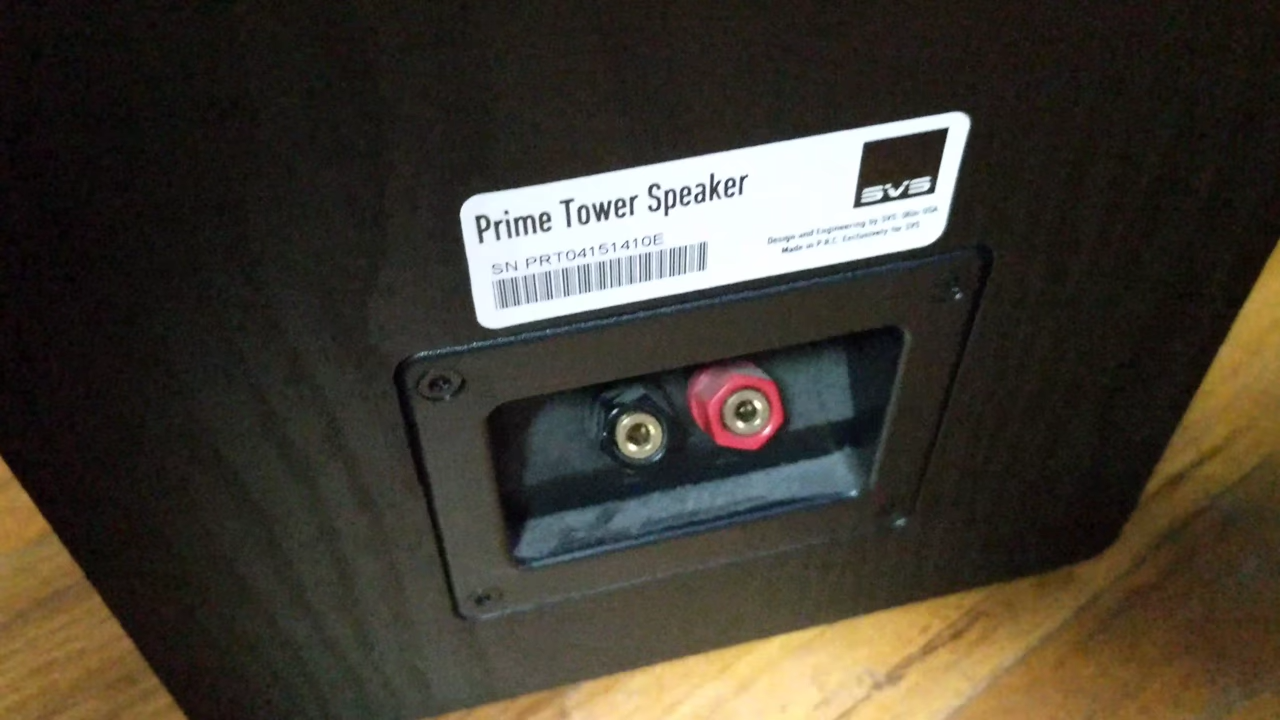 Prime Tower Speaker
SN PRT04151410E
SVS
Design and Engineering by SVS, Ohio USA
Made in P.R.C. Exclusively for SVS